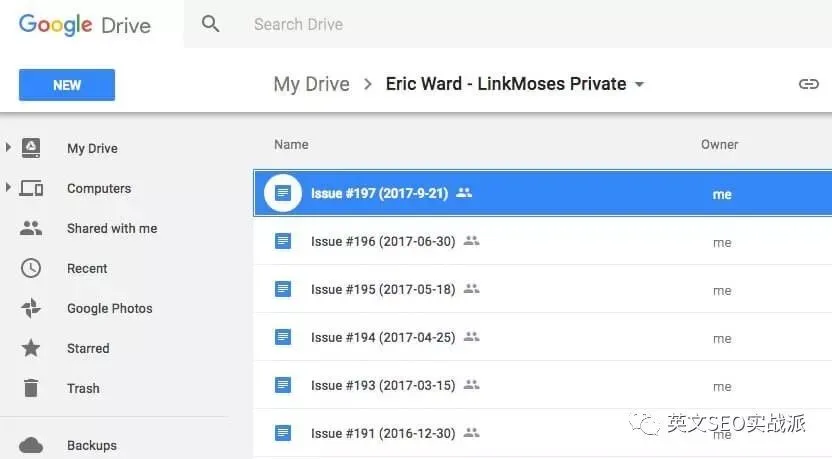 Google Drive
Search Drive
NEW
My Drive > Eric Ward - LinkMoses Private
Name
Owner
My Drive
Computers
Shared with me
Recent
Google Photos
Starred
Trash
Backups
Issue #197 (2017-9-21) me
Issue #196 (2017-06-30) me
Issue #195 (2017-05-18) me
Issue #194 (2017-04-25) me
Issue #193 (2017-03-15) me
Issue #191 (2016-12-30) me
英文SEO实战派